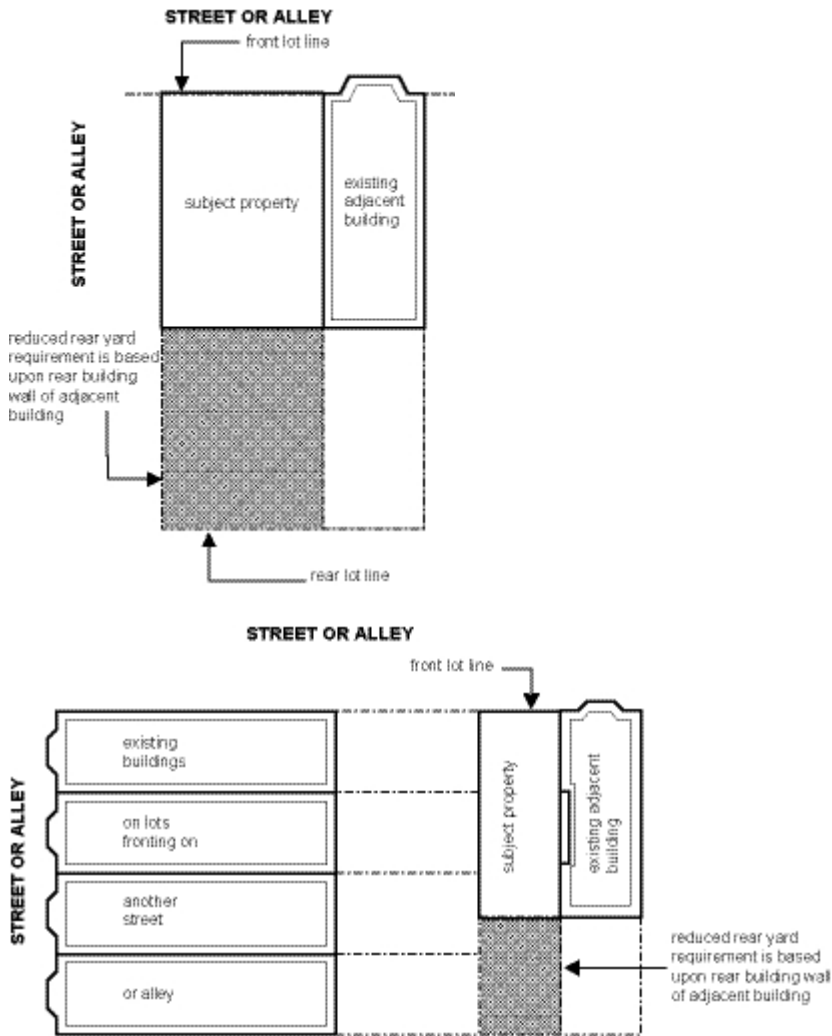 STREET OR ALLEY
front lot line
STREET OR ALLEY
subject property
existing
adjacent
building
reduced rear yard
requirement is based
upon rear building
wall of adjacent
building
rear lot line
STREET OR ALLEY
front lot line
STREET OR ALLEY
existing
buildings
on lots
fronting on
another
street
or alley
subject property
existing adjacent
building
reduced rear yard
requirement is based
upon rear building wall
of adjacent building